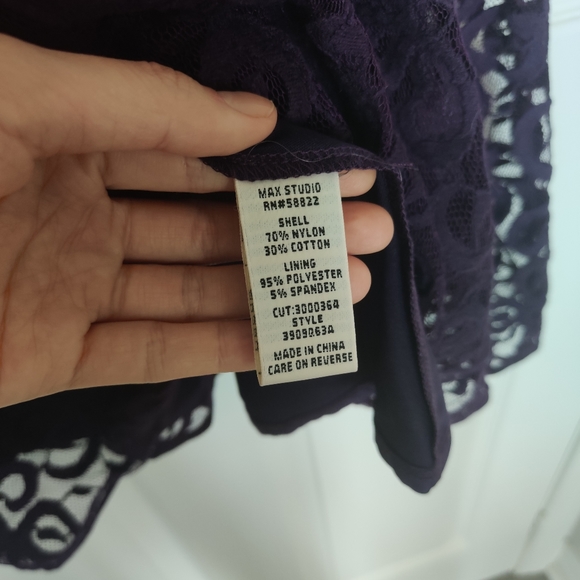 MAX STUDIO
RN#58822
SHELL
70% NYLON
30% COTTON
LINING
95% POLYESTER
5% SPANDEX
CUT:3000364
STYLE
3909D63A
MADE IN CHINA
CARE ON REVERSE